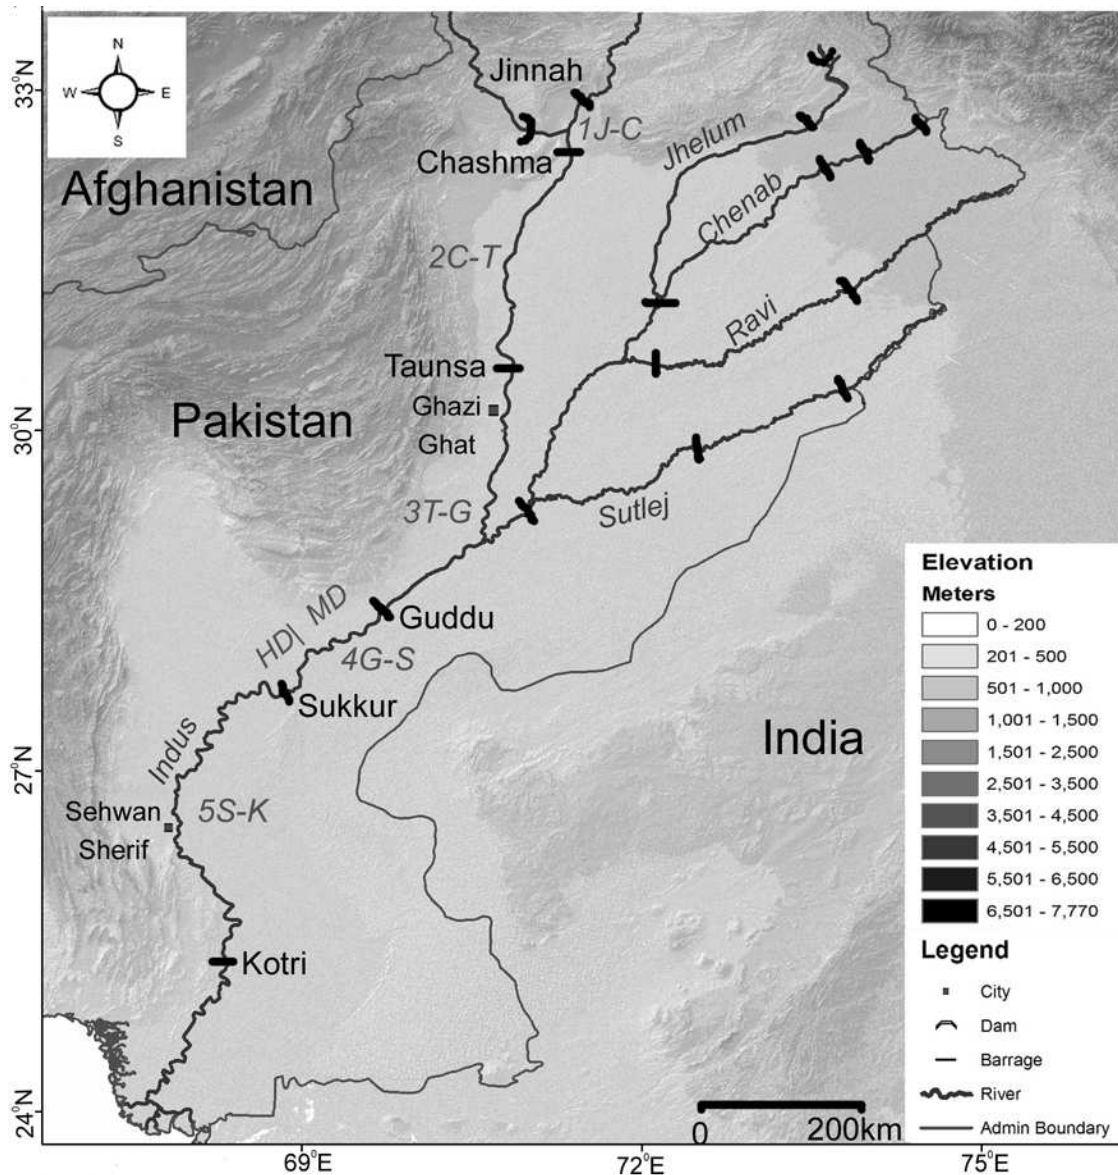 N
W
E
S
33°N
30°N
27°N
24°N
Jinnah
1J-C
Chashma
Jhelum
Afghanistan
Chenab
2C-T
Ravi
Taunsa
Ghazi
Ghat
Pakistan
3T-G
Sutlej
HD| MD
Guddu
4G-S
Sukkur
India
Indus
5S-K
Sehwan
Sherif
Kotri
Elevation
Meters
0 - 200
201 - 500
501 - 1,000
1,001 - 1,500
1,501 - 2,500
2,501 - 3,500
3,501 - 4,500
4,501 - 5,500
5,501 - 6,500
6,501 - 7,770
Legend
City
Dam
Barrage
River
Admin Boundary
0 200km
69°E
72°E
75°E